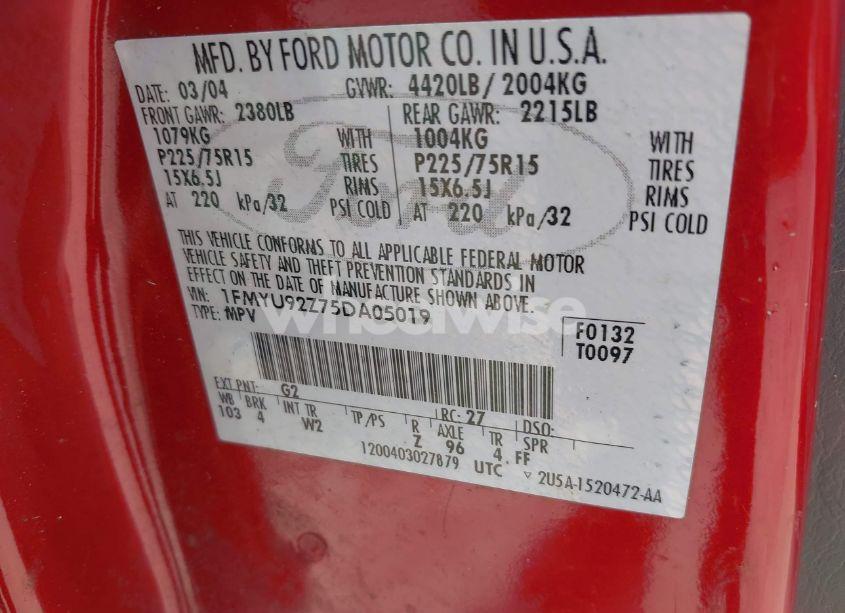 MFD. BY FORD MOTOR CO. IN U.S.A.
DATE: 03/04 GVWR: 4420LB/ 2004KG
FRONT GAWR: 2380LB REAR GAWR: 2215LB
1079KG WITH 1004KG WITH
P225/75R15 TIRES P225/75R15 TIRES
15X6.5J RIMS 15X6.5J RIMS
AT 220 kPa/32 PSI COLD AT 220 kPa/32 PSI COLD
THIS VEHICLE CONFORMS TO ALL APPLICABLE FEDERAL MOTOR
VEHICLE SAFETY AND THEFT PREVENTION STANDARDS IN
EFFECT ON THE DATE OF MANUFACTURE SHOWN ABOVE.
VIN: 1FMYU92Z75DA05019
TYPE: MPV
F0132
T0097
wheelwise
Ford
EXT PNT: G2 RC: 27 DSO:
WB BRK INT TR TP/PS R AXLE TR SPR
103 4 W2 Z 96 4 FF
1200403027879 UTC ▽ 2U5A-1520472-AA